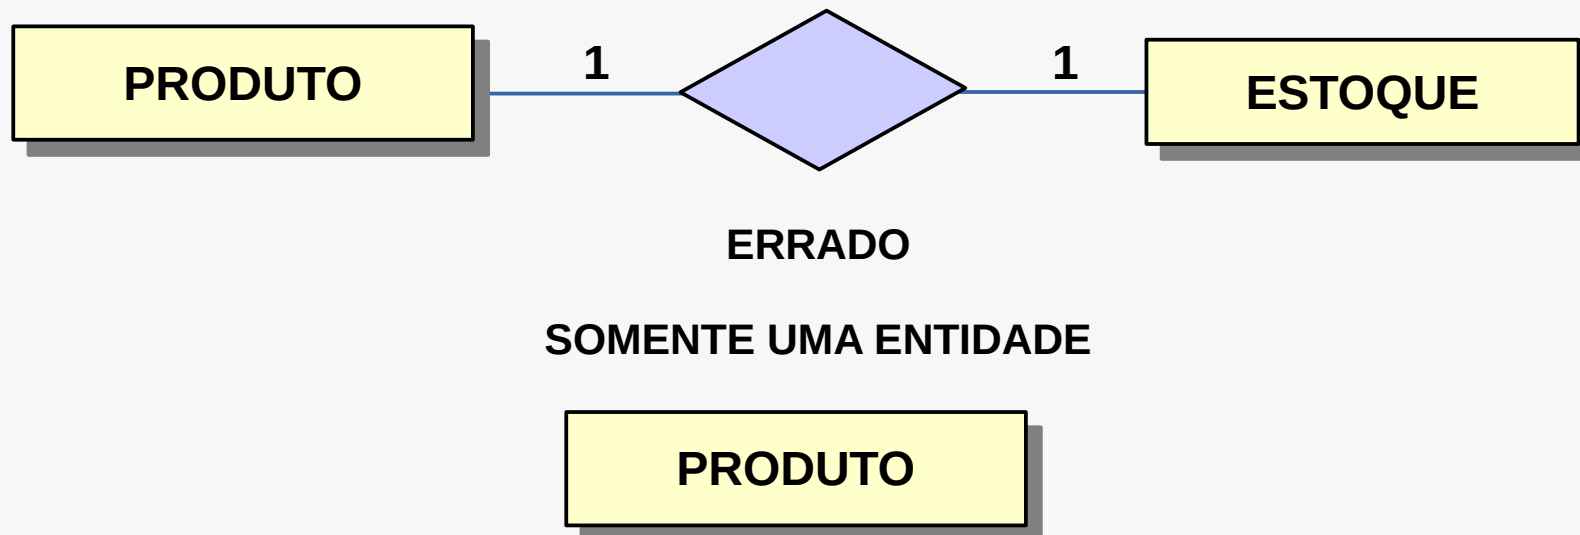 PRODUTO
1
1
ESTOQUE
ERRADO
SOMENTE UMA ENTIDADE
PRODUTO